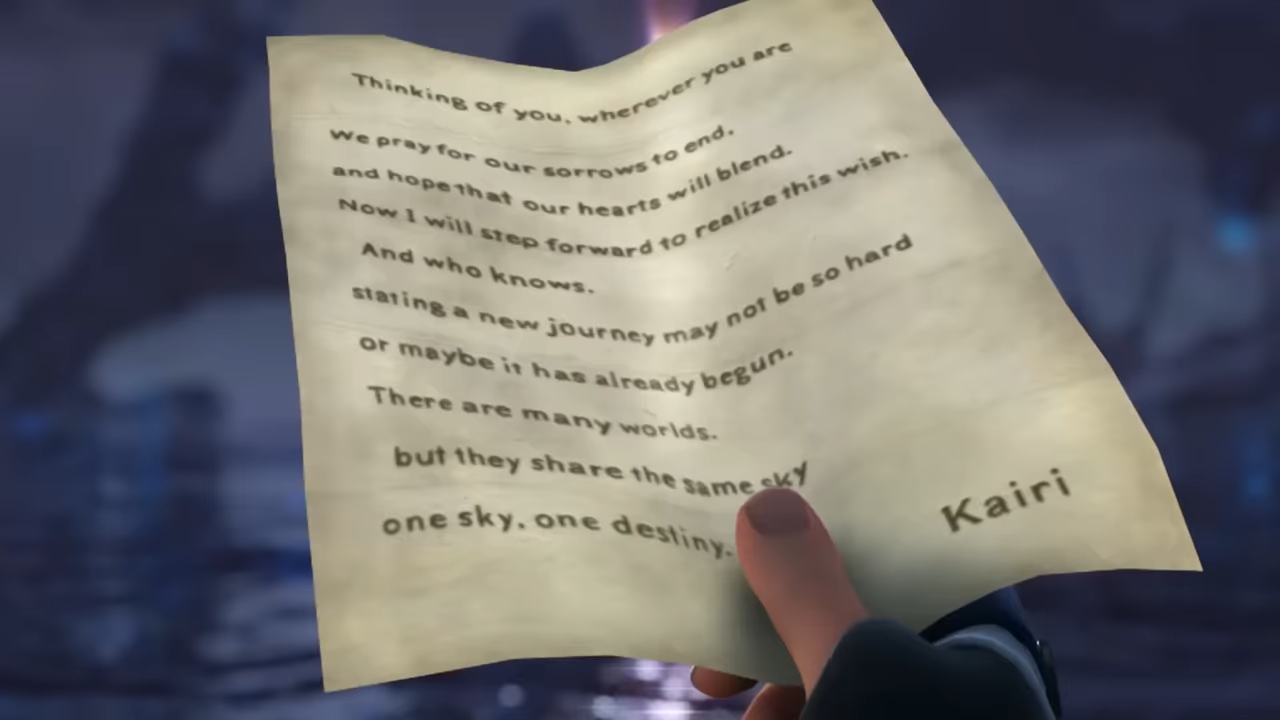 Thinking of you, wherever you are
We pray for our sorrows to end,
and hope that our hearts will blend.
Now I will step forward to realize this wish.
And who knows.
stating a new journey may not be so hard
or maybe it has already begun.
There are many worlds.
but they share the same sky
one sky, one destiny.
Kairi